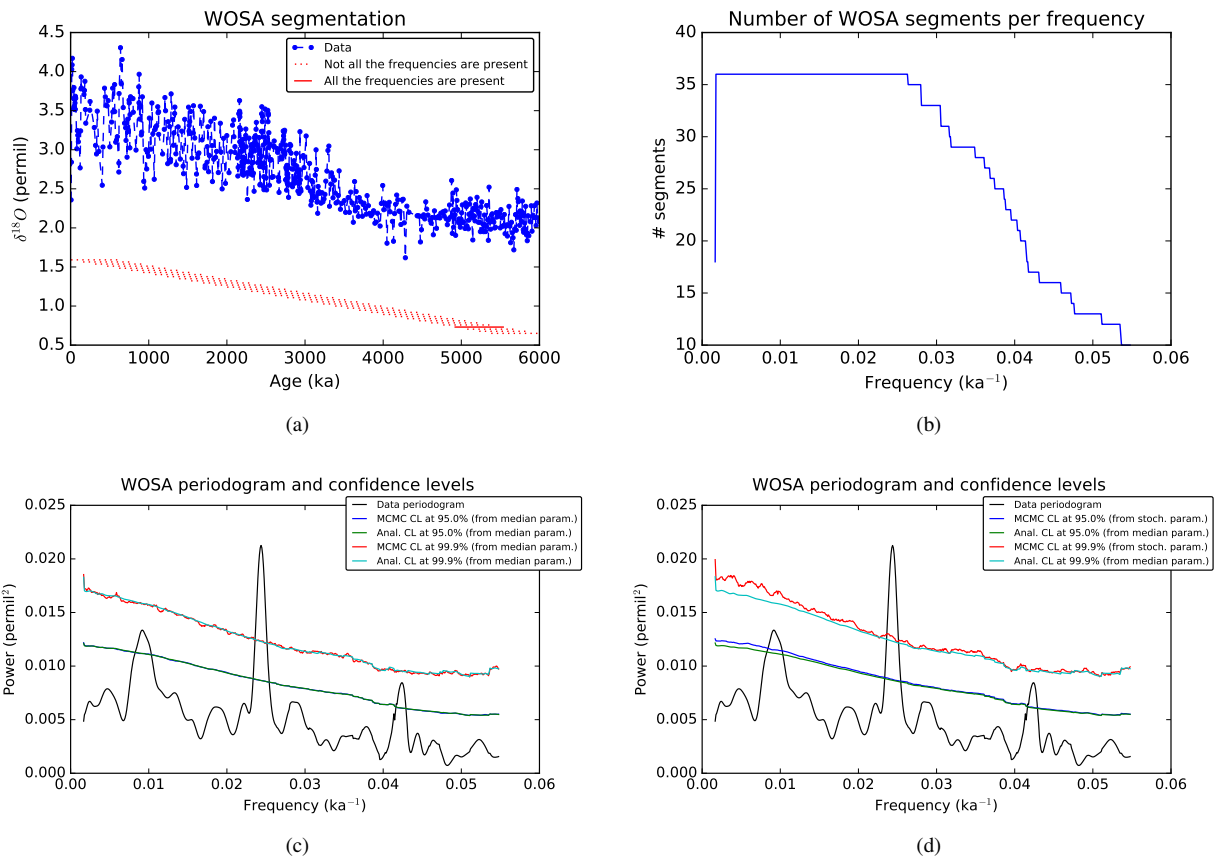 WOSA segmentation
4.5
4.0
3.5
3.0
2.5
2.0
1.5
1.0
0.5
δ¹⁸O (permil)
Data
Not all the frequencies are present
All the frequencies are present
0 1000 2000 3000 4000 5000 6000
Age (ka)
(a)
Number of WOSA segments per frequency
40
35
30
25
20
15
10
# segments
0.00 0.01 0.02 0.03 0.04 0.05 0.06
Frequency (ka⁻¹)
(b)
WOSA periodogram and confidence levels
0.025
0.020
0.015
0.010
0.005
0.000
Power (permil²)
Data periodogram
MCMC CL at 95.0% (from median param.)
Anal. CL at 95.0% (from median param.)
MCMC CL at 99.9% (from median param.)
Anal. CL at 99.9% (from median param.)
0.00 0.01 0.02 0.03 0.04 0.05 0.06
Frequency (ka⁻¹)
(c)
WOSA periodogram and confidence levels
0.025
0.020
0.015
0.010
0.005
0.000
Power (permil²)
Data periodogram
MCMC CL at 95.0% (from stoch. param.)
Anal. CL at 95.0% (from median param.)
MCMC CL at 99.9% (from stoch. param.)
Anal. CL at 99.9% (from median param.)
0.00 0.01 0.02 0.03 0.04 0.05 0.06
Frequency (ka⁻¹)
(d)